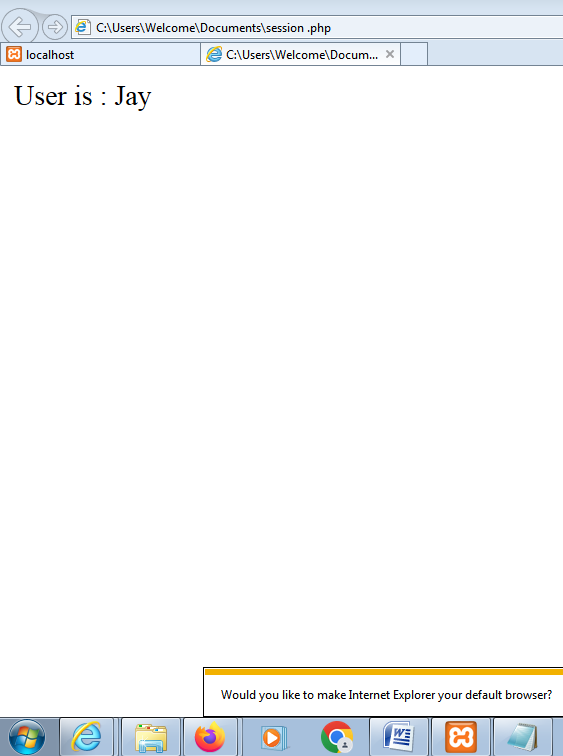 C:\Users\Welcome\Documents\session .php
localhost
C:\Users\Welcome\Docum...
User is : Jay
Would you like to make Internet Explorer your default browser?